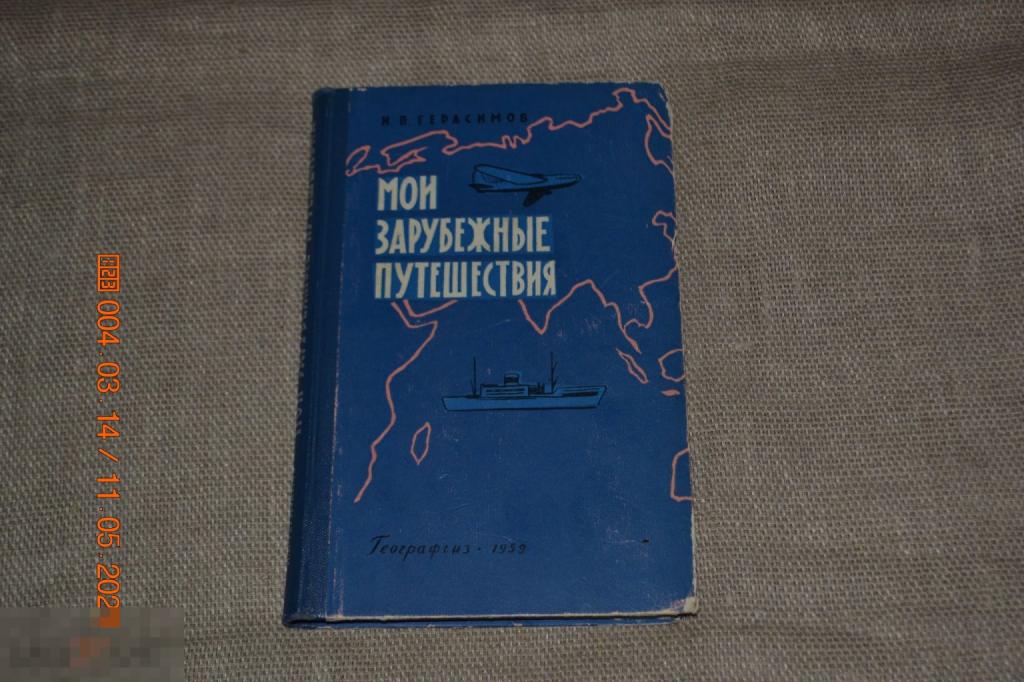 И. П. ГЕРАСИМОВ
МОИ
ЗАРУБЕЖНЫЕ
ПУТЕШЕСТВИЯ
Географгиз · 1959
004.03.14/11.05.202